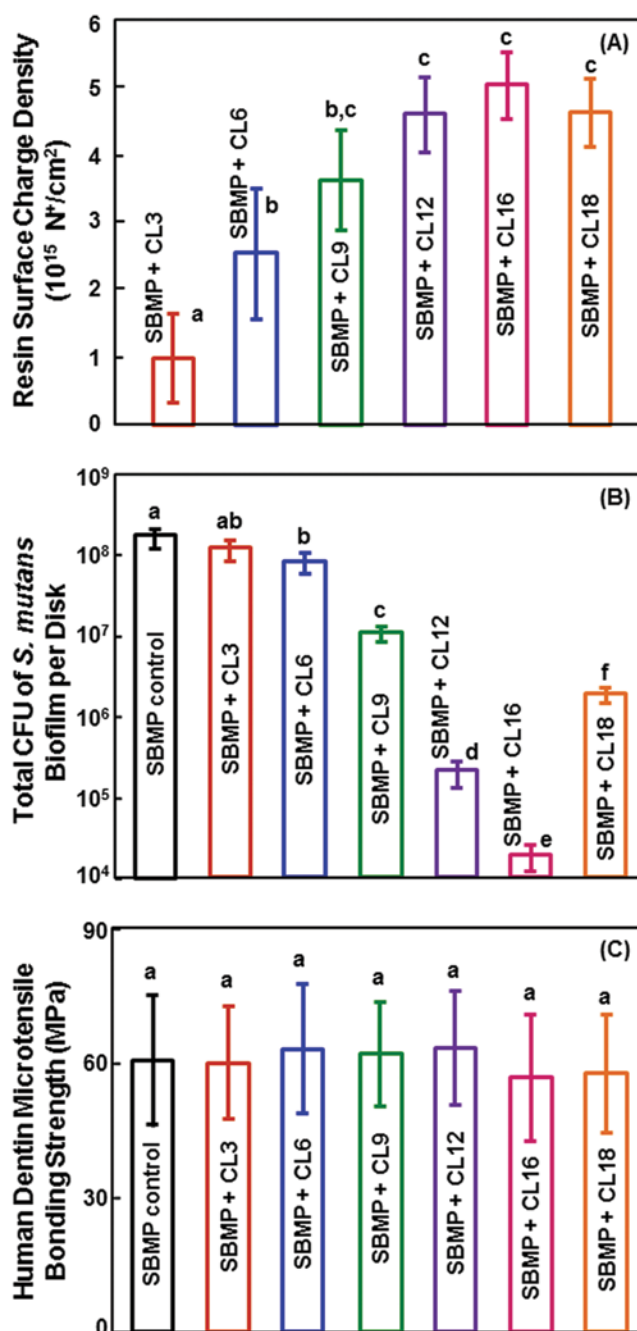 (A)
Resin Surface Charge Density
(10¹⁵ N⁺/cm²)
6
5
4
3
2
1
0
SBMP + CL3
a
SBMP + CL6
b
SBMP + CL9
b,c
SBMP + CL12
c
SBMP + CL16
c
SBMP + CL18
c
(B)
Total CFU of S. mutans
Biofilm per Disk
10⁹
10⁸
10⁷
10⁶
10⁵
10⁴
SBMP control
a
SBMP + CL3
ab
SBMP + CL6
b
SBMP + CL9
c
SBMP + CL12
d
SBMP + CL16
e
SBMP + CL18
f
(C)
Human Dentin Microtensile
Bonding Strength (MPa)
90
60
30
0
SBMP control
a
SBMP + CL3
a
SBMP + CL6
a
SBMP + CL9
a
SBMP + CL12
a
SBMP + CL16
a
SBMP + CL18
a